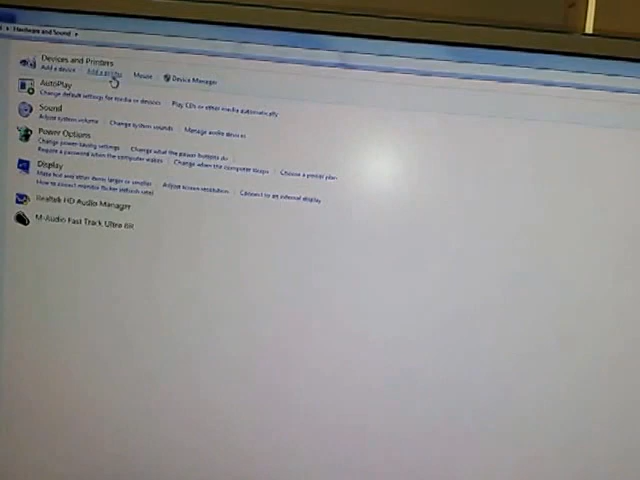 Hardware and Sound
Devices and Printers
Add a device Add a printer Mouse Device Manager
AutoPlay
Change default settings for media or devices Play CDs or other media automatically
Sound
Adjust system volume Change system sounds Manage audio devices
Power Options
Change power-saving settings Change what the power buttons do
Require a password when the computer wakes Change when the computer sleeps Choose a power plan
Display
Make text and other items larger or smaller Adjust screen resolution Connect to an external display
How to correct monitor flicker (refresh rate)
Realtek HD Audio Manager
M-Audio Fast Track Ultra 8R